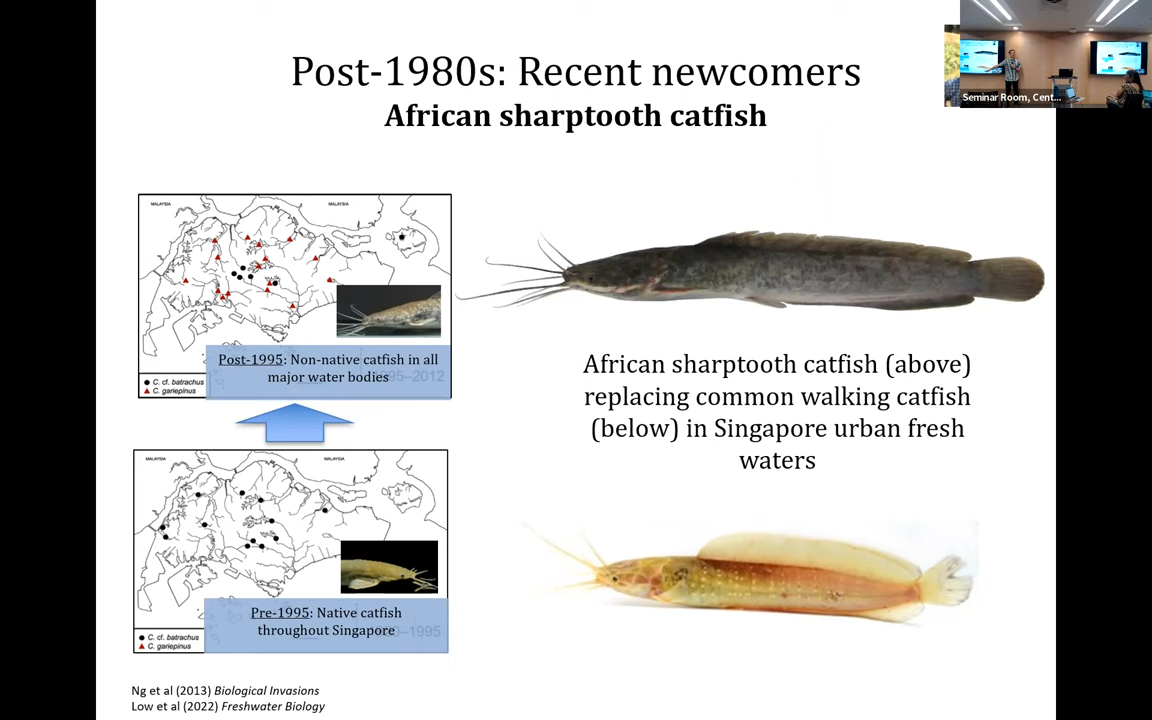 Post-1980s: Recent newcomers
African sharptooth catfish
Seminar Room, Cent...
MALAYSIA
MALAYSIA
Post-1995: Non-native catfish in all
major water bodies
1995–2012
C. cf. batrachus
C. gariepinus
African sharptooth catfish (above)
replacing common walking catfish
(below) in Singapore urban fresh
waters
MALAYSIA
MALAYSIA
Pre-1995: Native catfish
throughout Singapore
–1995
C. cf. batrachus
C. gariepinus
Ng et al (2013) Biological Invasions
Low et al (2022) Freshwater Biology